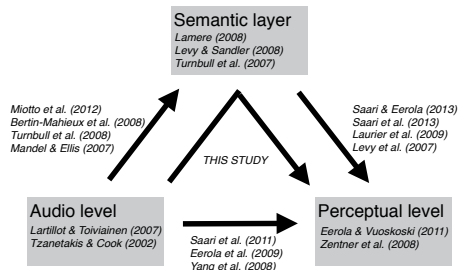 Semantic layer
Lamere (2008)
Levy & Sandler (2008)
Turnbull et al. (2007)
Miotto et al. (2012)
Bertin-Mahieux et al. (2008)
Turnbull et al. (2008)
Mandel & Ellis (2007)
Saari & Eerola (2013)
Saari et al. (2013)
Laurier et al. (2009)
Levy et al. (2007)
THIS STUDY
Audio level
Lartillot & Toiviainen (2007)
Tzanetakis & Cook (2002)
Saari et al. (2011)
Eerola et al. (2009)
Yang et al. (2008)
Perceptual level
Eerola & Vuoskoski (2011)
Zentner et al. (2008)